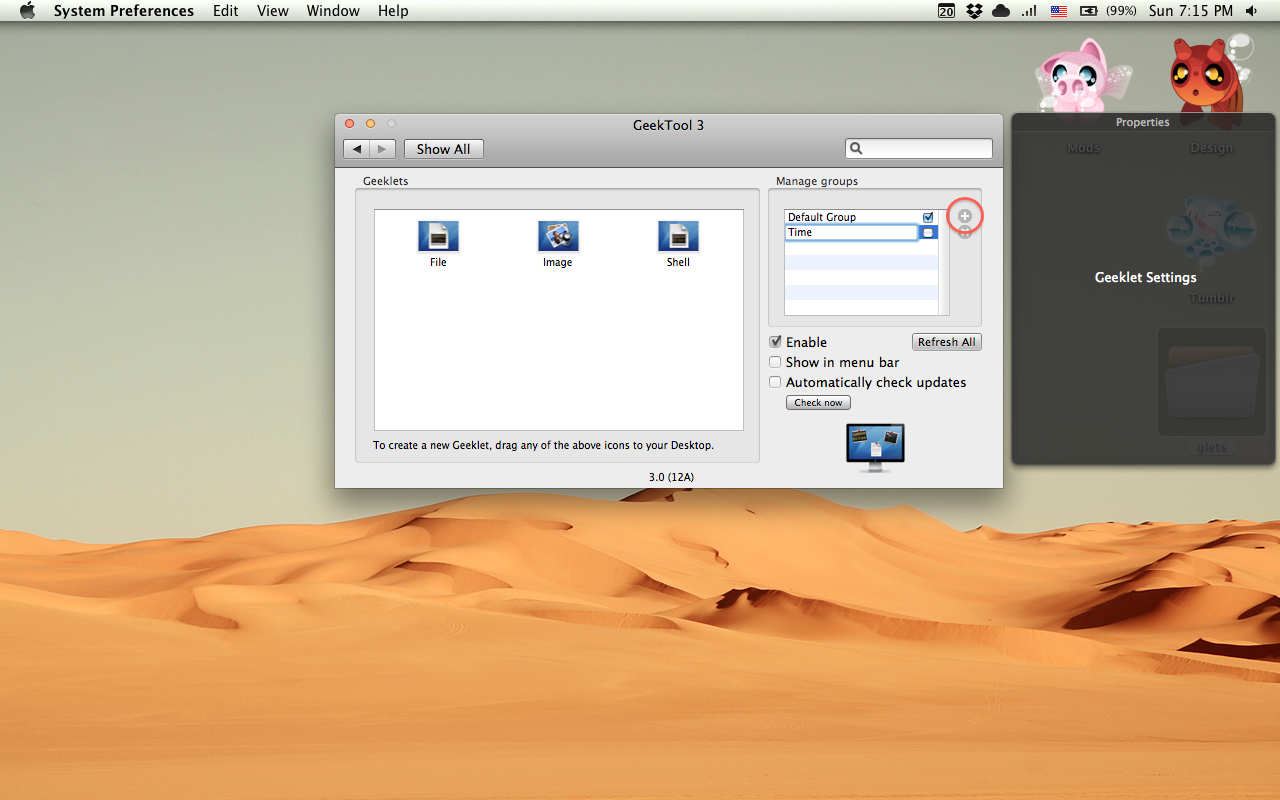 System Preferences Edit View Window Help
20 (99%) Sun 7:15 PM
GeekTool 3
Show All
Geeklets
File Image Shell
To create a new Geeklet, drag any of the above icons to your Desktop.
Manage groups
Default Group
Time
Enable
Refresh All
Show in menu bar
Automatically check updates
Check now
3.0 (12A)
Properties
Mods Design
Geeklet Settings
Tumblr
glets